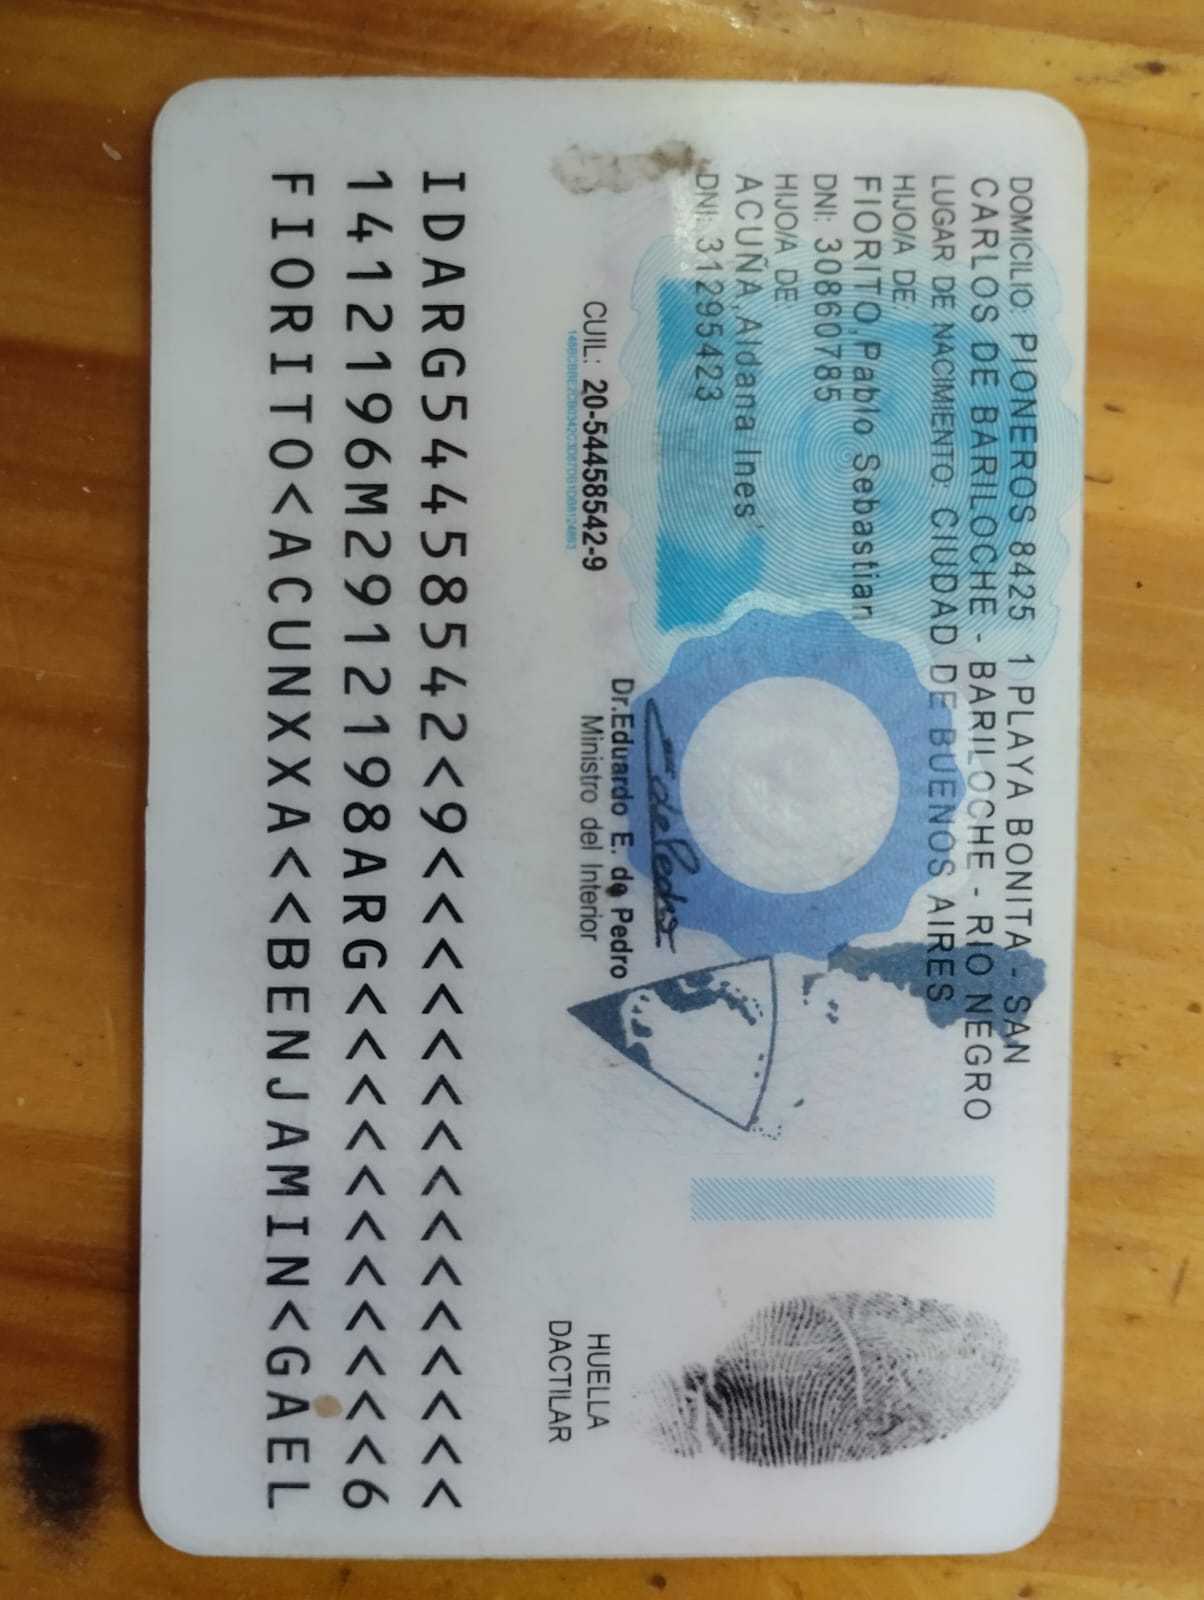 DOMICILIO: PIONEROS 8425 1 PLAYA BONITA - SAN
CARLOS DE BARILOCHE - BARILOCHE - RIO NEGRO
LUGAR DE NACIMIENTO: CIUDAD DE BUENOS AIRES
HIJO/A DE:
FIORITO,Pablo Sebastian
DNI: 30860785
HIJO/A DE:
ACUÑA,Aldana Ines
DNI: 31295423
CUIL: 20-54458542-9
Dr.Eduardo E. de Pedro
Ministro del Interior
HUELLA
DACTILAR
IDARG54458542<9<<<<<<<<<<<<<<<
1412196M2912198ARG<<<<<<<<<<<6
FIORITO<ACUNXXA<<BENJAMIN<GAEL